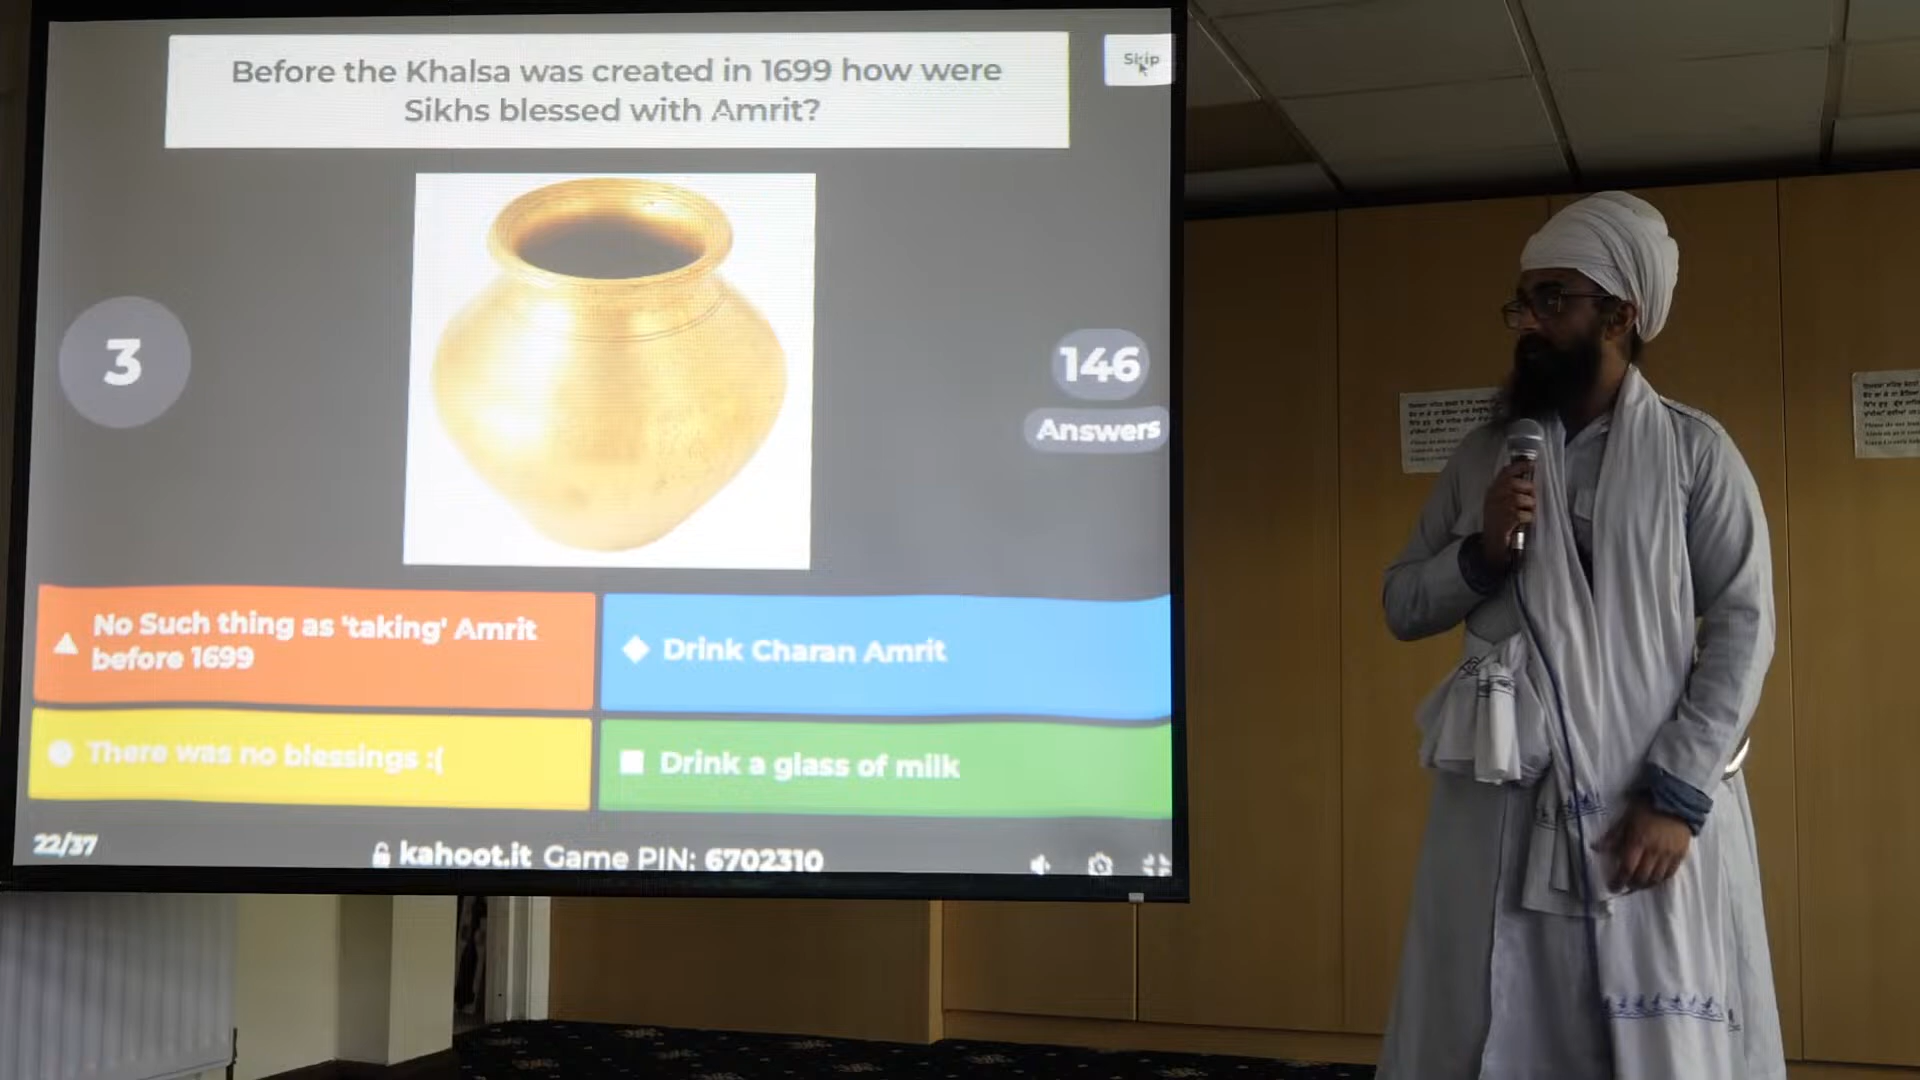 Before the Khalsa was created in 1699 how were
Sikhs blessed with Amrit?
Skip
3
146
Answers
No Such thing as 'taking' Amrit
before 1699
Drink Charan Amrit
There was no blessings :(
Drink a glass of milk
22/37
kahoot.it Game PIN: 6702310